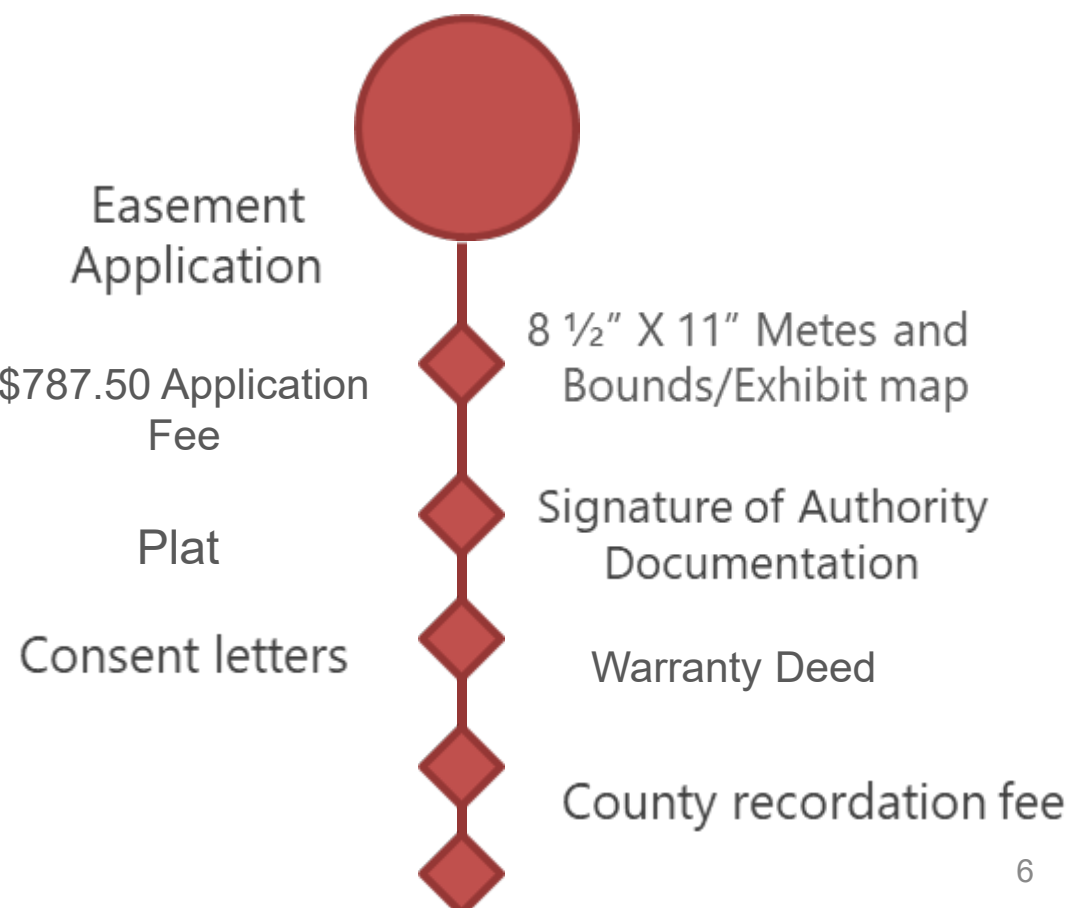 Easement
Application
8 ½″ X 11″ Metes and
Bounds/Exhibit map
$787.50 Application
Fee
Signature of Authority
Documentation
Plat
Consent letters
Warranty Deed
County recordation fee
6